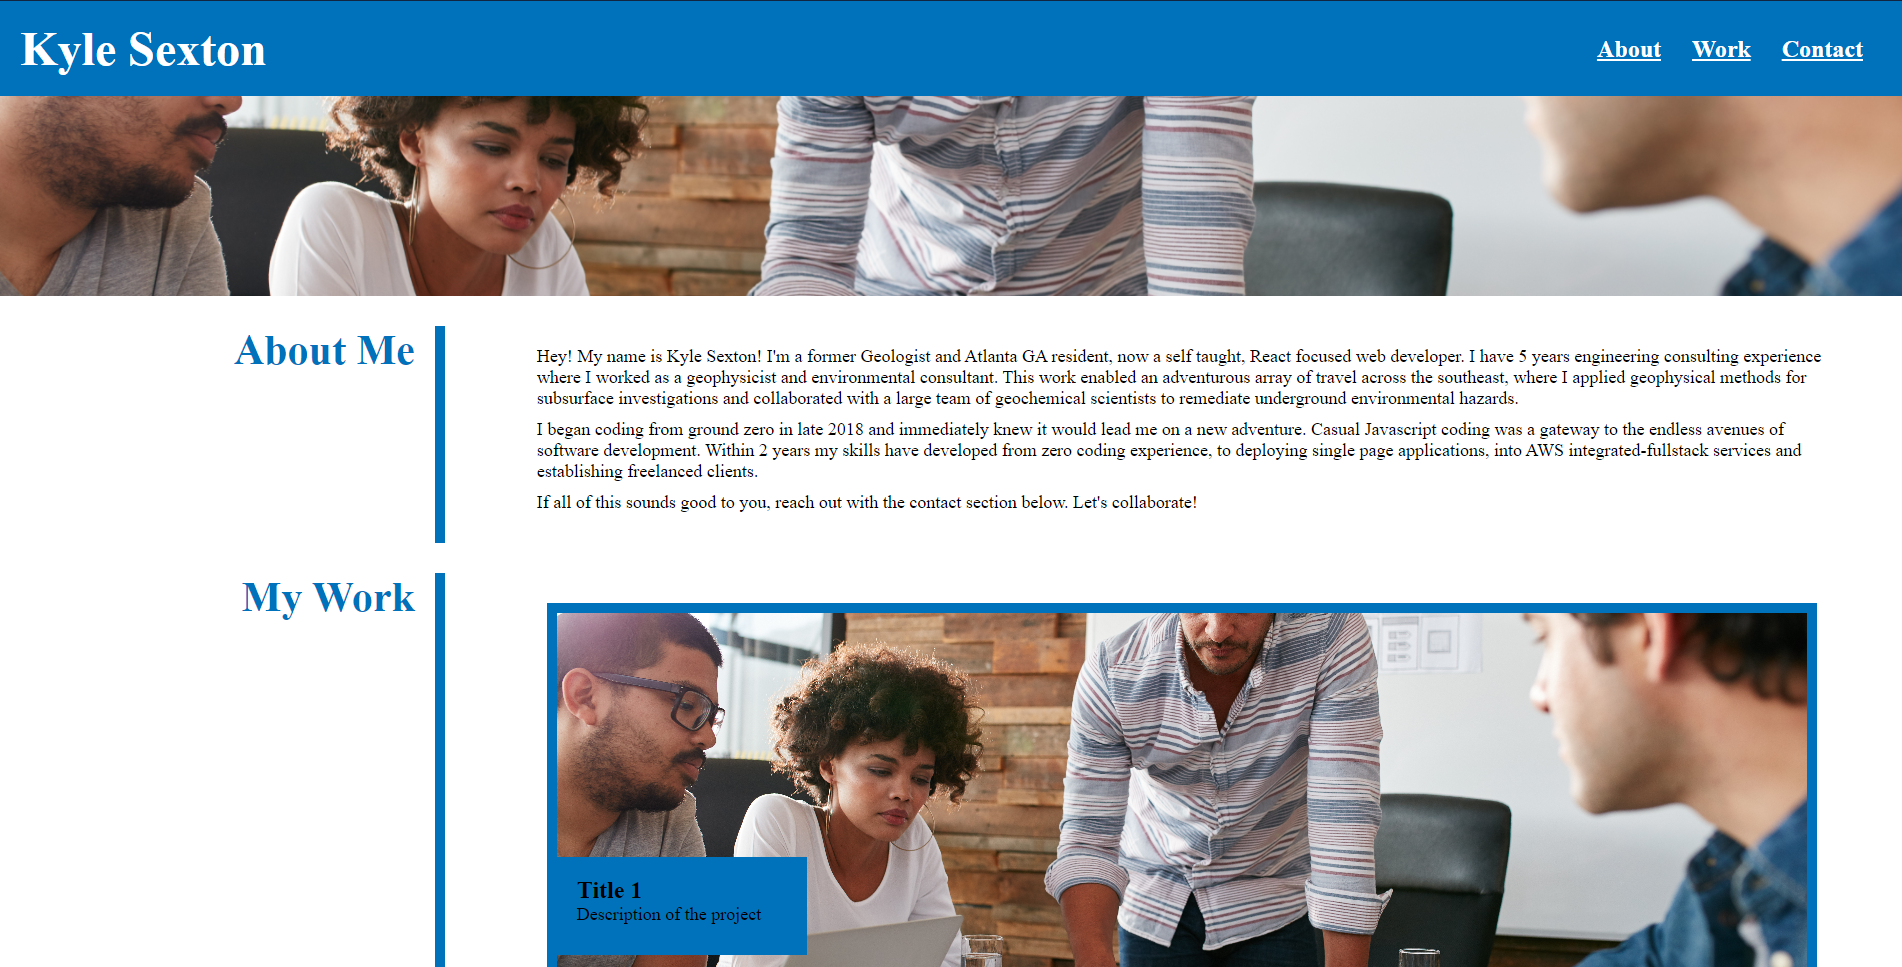 Kyle Sexton
About Work Contact
About Me
Hey! My name is Kyle Sexton! I'm a former Geologist and Atlanta GA resident, now a self taught, React focused web developer. I have 5 years engineering consulting experience
where I worked as a geophysicist and environmental consultant. This work enabled an adventurous array of travel across the southeast, where I applied geophysical methods for
subsurface investigations and collaborated with a large team of geochemical scientists to remediate underground environmental hazards.
I began coding from ground zero in late 2018 and immediately knew it would lead me on a new adventure. Casual Javascript coding was a gateway to the endless avenues of
software development. Within 2 years my skills have developed from zero coding experience, to deploying single page applications, into AWS integrated-fullstack services and
establishing freelanced clients.
If all of this sounds good to you, reach out with the contact section below. Let's collaborate!
My Work
Title 1
Description of the project